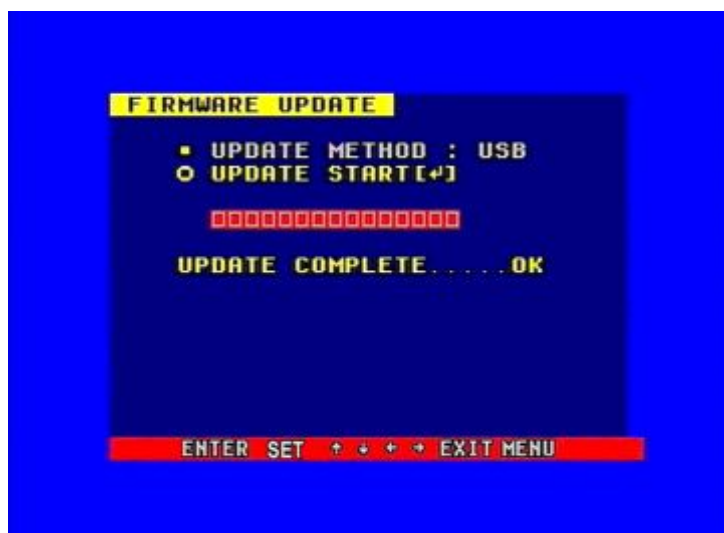 FIRMWARE UPDATE
UPDATE METHOD : USB
UPDATE START[↲]
UPDATE COMPLETE.....OK
ENTER SET ↑ ↓ ← → EXIT MENU